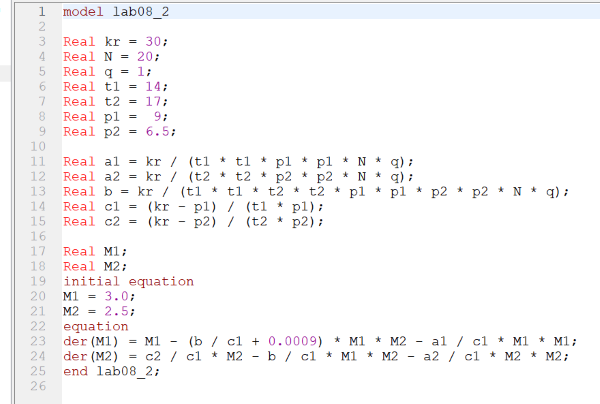 1 model lab08_2
2
3 Real kr = 30;
4 Real N = 20;
5 Real q = 1;
6 Real t1 = 14;
7 Real t2 = 17;
8 Real p1 =  9;
9 Real p2 = 6.5;
10
11 Real a1 = kr / (t1 * t1 * p1 * p1 * N * q);
12 Real a2 = kr / (t2 * t2 * p2 * p2 * N * q);
13 Real b = kr / (t1 * t1 * t2 * t2 * p1 * p1 * p2 * p2 * N * q);
14 Real c1 = (kr - p1) / (t1 * p1);
15 Real c2 = (kr - p2) / (t2 * p2);
16
17 Real M1;
18 Real M2;
19 initial equation
20 M1 = 3.0;
21 M2 = 2.5;
22 equation
23 der(M1) = M1 - (b / c1 + 0.0009) * M1 * M2 - a1 / c1 * M1 * M1;
24 der(M2) = c2 / c1 * M2 - b / c1 * M1 * M2 - a2 / c1 * M2 * M2;
25 end lab08_2;
26